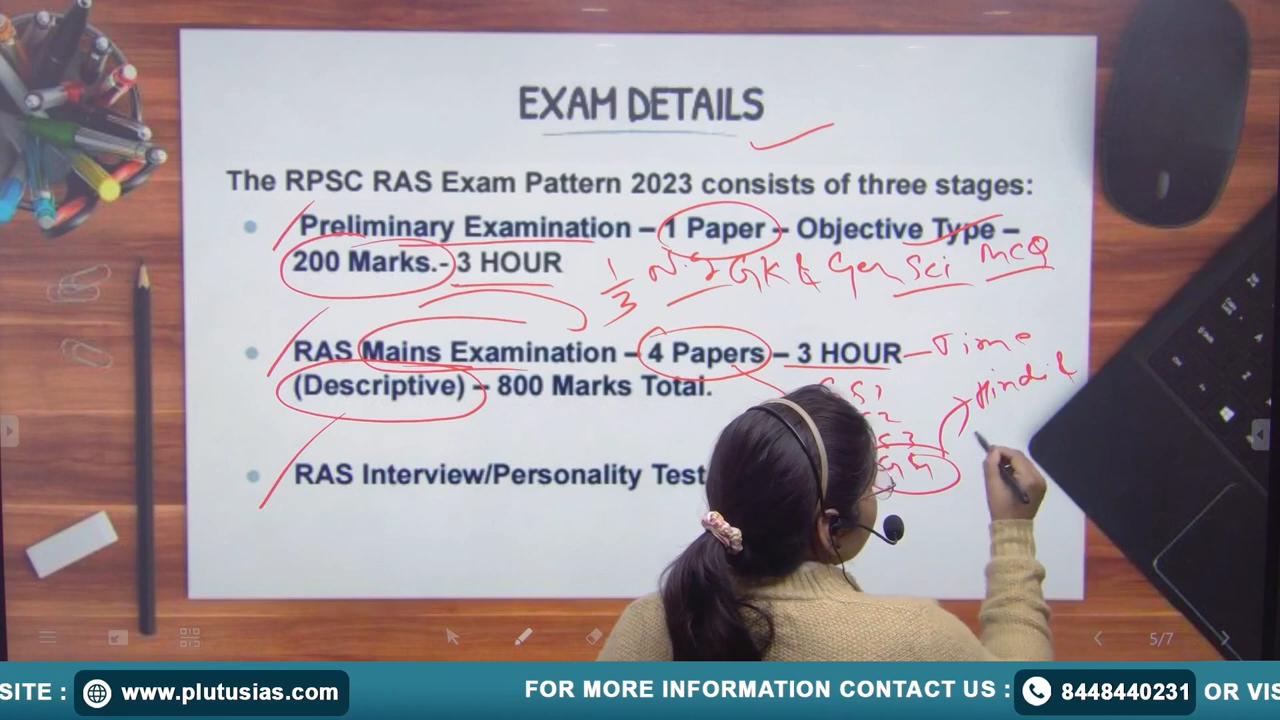 EXAM DETAILS
The RPSC RAS Exam Pattern 2023 consists of three stages:
Preliminary Examination – 1 Paper – Objective Type –
200 Marks.- 3 HOUR
1/3 N.g GK & Gen Sci MCQ
RAS Mains Examination – 4 Papers – 3 HOUR – Time
(Descriptive) – 800 Marks Total.
Hindi &
RAS Interview/Personality Test
5/7
SITE : www.plutusias.com FOR MORE INFORMATION CONTACT US : 8448440231 OR VIS